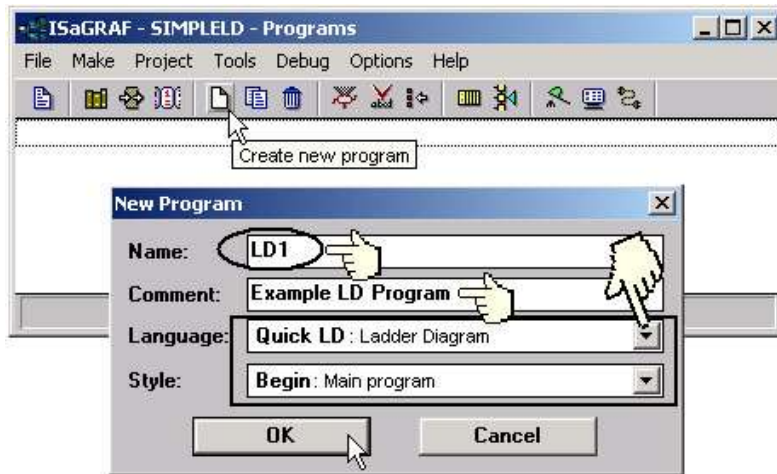 ISaGRAF - SIMPLELD - Programs
File Make Project Tools Debug Options Help
Create new program
New Program
Name: LD1
Comment: Example LD Program
Language: Quick LD : Ladder Diagram
Style: Begin : Main program
OK Cancel